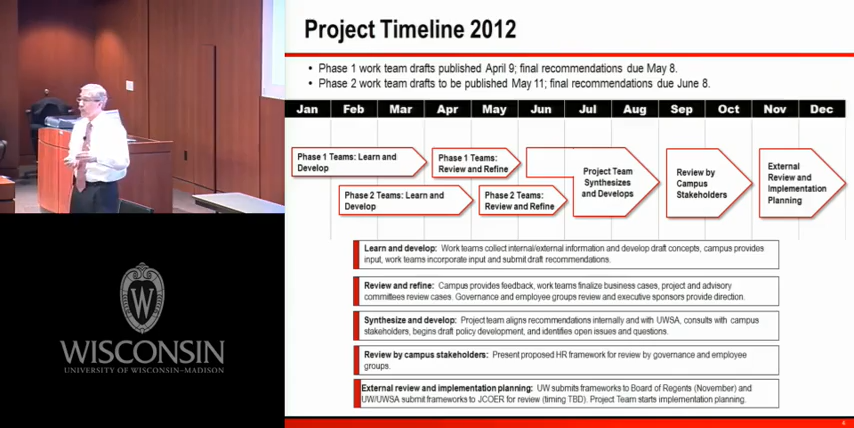 Project Timeline 2012
• Phase 1 work team drafts published April 9; final recommendations due May 8.
• Phase 2 work team drafts to be published May 11; final recommendations due June 8.
Jan Feb Mar Apr May Jun Jul Aug Sep Oct Nov Dec
Phase 1 Teams: Learn and
Develop
Phase 1 Teams:
Review and Refine
Phase 2 Teams: Learn and
Develop
Phase 2 Teams:
Review and Refine
Project Team
Synthesizes
and Develops
Review by
Campus
Stakeholders
External
Review and
Implementation
Planning
Learn and develop: Work teams collect internal/external information and develop draft concepts, campus provides
input, work teams incorporate input and submit draft recommendations.
Review and refine: Campus provides feedback, work teams finalize business cases, project and advisory
committees review cases. Governance and employee groups review and executive sponsors provide direction.
Synthesize and develop: Project team aligns recommendations internally and with UWSA, consults with campus
stakeholders, begins draft policy development, and identifies open issues and questions.
Review by campus stakeholders: Present proposed HR framework for review by governance and employee
groups.
External review and implementation planning: UW submits frameworks to Board of Regents (November) and
UW/UWSA submit frameworks to JCOER for review (timing TBD). Project Team starts implementation planning.
4
W
WISCONSIN
UNIVERSITY OF WISCONSIN–MADISON